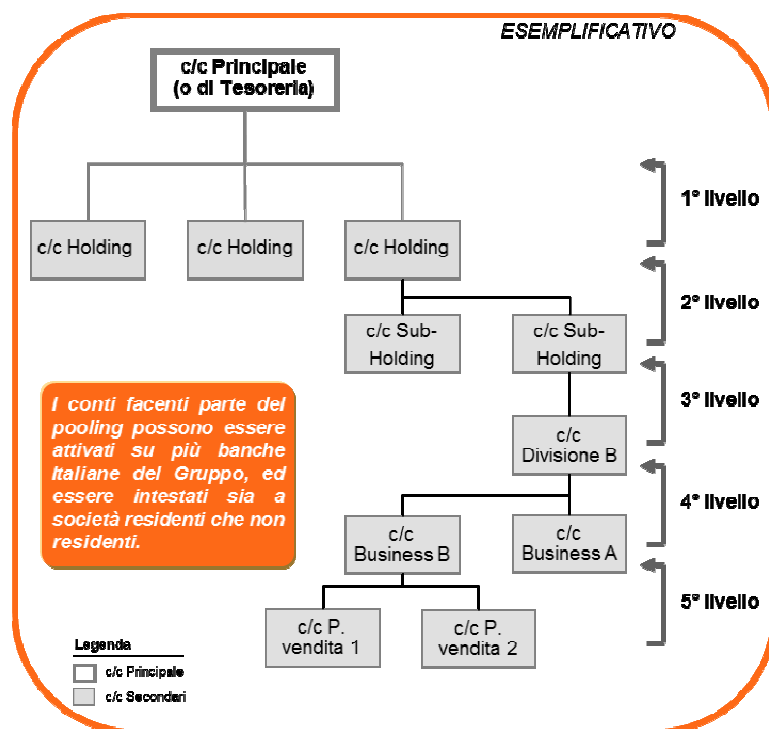 ESEMPLIFICATIVO
c/c Principale
(o di Tesoreria)
1° livello
c/c Holding
c/c Holding
c/c Holding
2° livello
c/c Sub-
Holding
c/c Sub-
Holding
3° livello
I conti facenti parte del
pooling possono essere
attivati su più banche
Italiane del Gruppo, ed
essere intestati sia a
società residenti che non
residenti.
c/c
Divisione B
4° livello
c/c
Business B
c/c
Business A
5° livello
c/c P.
vendita 1
c/c P.
vendita 2
Legenda
c/c Principale
c/c Secondari